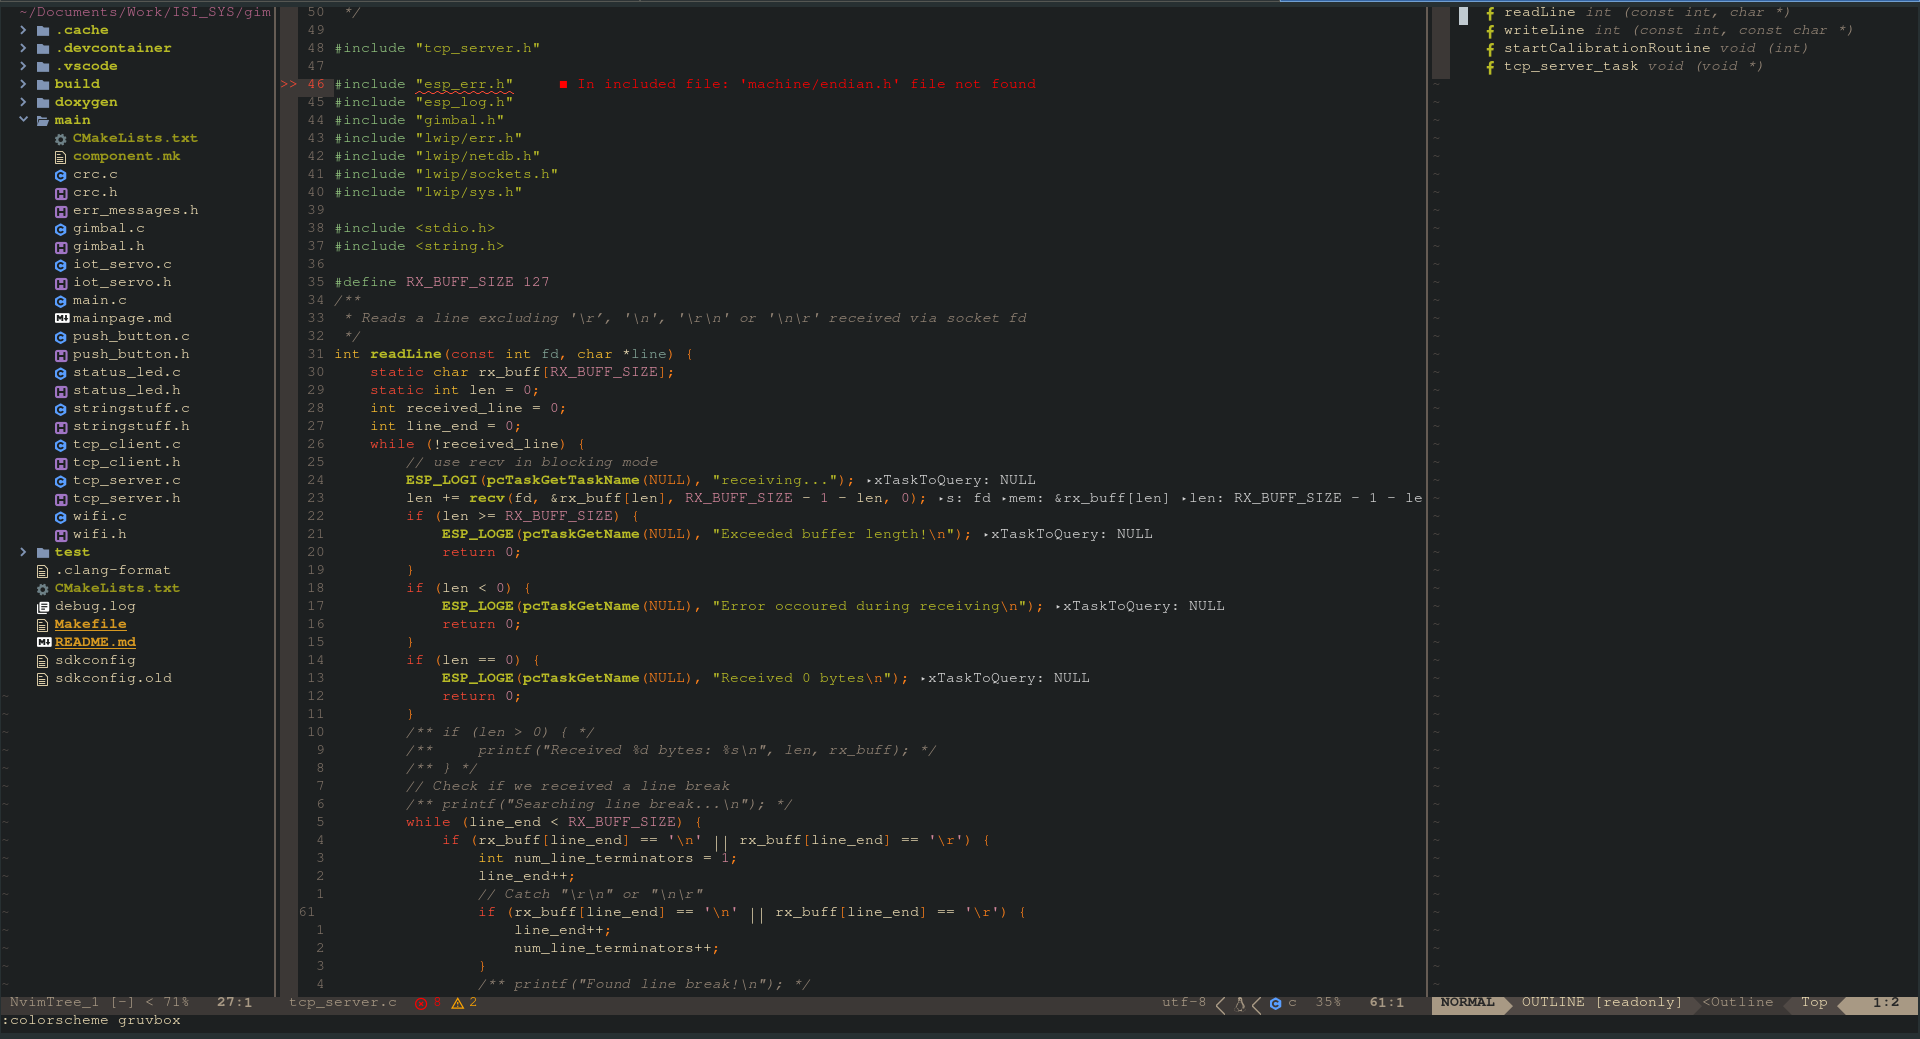 ~/Documents/Work/ISI_SYS/gim
.cache
.devcontainer
.vscode
build
doxygen
main
CMakeLists.txt
component.mk
crc.c
crc.h
err_messages.h
gimbal.c
gimbal.h
iot_servo.c
iot_servo.h
main.c
mainpage.md
push_button.c
push_button.h
status_led.c
status_led.h
stringstuff.c
stringstuff.h
tcp_client.c
tcp_client.h
tcp_server.c
tcp_server.h
wifi.c
wifi.h
test
.clang-format
CMakeLists.txt
debug.log
Makefile
README.md
sdkconfig
sdkconfig.old
50 */
49
48 #include "tcp_server.h"
47
>> 46 #include "esp_err.h" ■ In included file: 'machine/endian.h' file not found
45 #include "esp_log.h"
44 #include "gimbal.h"
43 #include "lwip/err.h"
42 #include "lwip/netdb.h"
41 #include "lwip/sockets.h"
40 #include "lwip/sys.h"
39
38 #include <stdio.h>
37 #include <string.h>
36
35 #define RX_BUFF_SIZE 127
34 /**
33 * Reads a line excluding '\r', '\n', '\r\n' or '\n\r' received via socket fd
32 */
31 int readLine(const int fd, char *line) {
30 static char rx_buff[RX_BUFF_SIZE];
29 static int len = 0;
28 int received_line = 0;
27 int line_end = 0;
26 while (!received_line) {
25 // use recv in blocking mode
24 ESP_LOGI(pcTaskGetTaskName(NULL), "receiving..."); ▸xTaskToQuery: NULL
23 len += recv(fd, &rx_buff[len], RX_BUFF_SIZE - 1 - len, 0); ▸s: fd ▸mem: &rx_buff[len] ▸len: RX_BUFF_SIZE - 1 - le
22 if (len >= RX_BUFF_SIZE) {
21 ESP_LOGE(pcTaskGetName(NULL), "Exceeded buffer length!\n"); ▸xTaskToQuery: NULL
20 return 0;
19 }
18 if (len < 0) {
17 ESP_LOGE(pcTaskGetName(NULL), "Error occoured during receiving\n"); ▸xTaskToQuery: NULL
16 return 0;
15 }
14 if (len == 0) {
13 ESP_LOGE(pcTaskGetName(NULL), "Received 0 bytes\n"); ▸xTaskToQuery: NULL
12 return 0;
11 }
10 /** if (len > 0) { */
9 /** printf("Received %d bytes: %s\n", len, rx_buff); */
8 /** } */
7 // Check if we received a line break
6 /** printf("Searching line break...\n"); */
5 while (line_end < RX_BUFF_SIZE) {
4 if (rx_buff[line_end] == '\n' || rx_buff[line_end] == '\r') {
3 int num_line_terminators = 1;
2 line_end++;
1 // Catch "\r\n" or "\n\r"
61 if (rx_buff[line_end] == '\n' || rx_buff[line_end] == '\r') {
1 line_end++;
2 num_line_terminators++;
3 }
4 /** printf("Found line break!\n"); */
readLine int (const int, char *)
writeLine int (const int, const char *)
startCalibrationRoutine void (int)
tcp_server_task void (void *)
NvimTree_1 [-] < 71% 27:1 tcp_server.c 8 2 utf-8 c 35% 61:1 NORMAL OUTLINE [readonly] <Outline Top 1:2
:colorscheme gruvbox